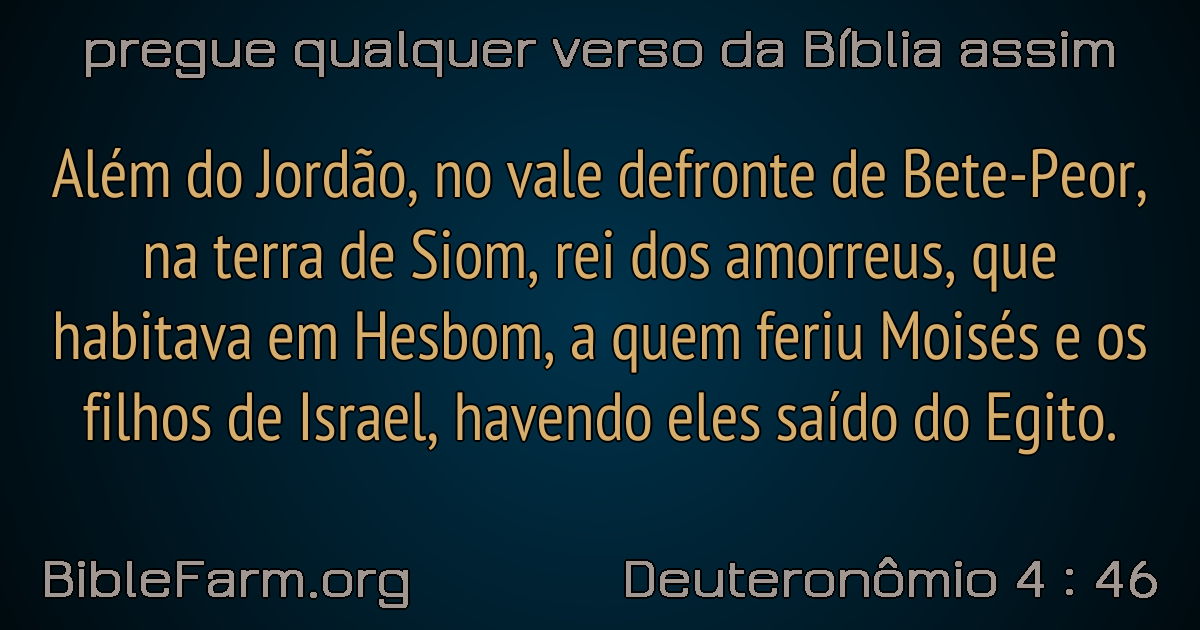 pregue qualquer verso da Bíblia assim
Além do Jordão, no vale defronte de Bete-Peor,
na terra de Siom, rei dos amorreus, que
habitava em Hesbom, a quem feriu Moisés e os
filhos de Israel, havendo eles saído do Egito.
BibleFarm.org
Deuteronômio 4 : 46